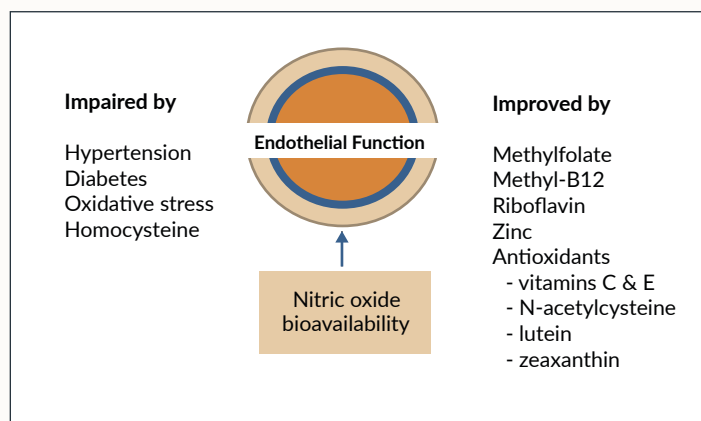 Impaired by
Hypertension
Diabetes
Oxidative stress
Homocysteine
Endothelial Function
Nitric oxide
bioavailability
Improved by
Methylfolate
Methyl-B12
Riboflavin
Zinc
Antioxidants
- vitamins C & E
- N-acetylcysteine
- lutein
- zeaxanthin